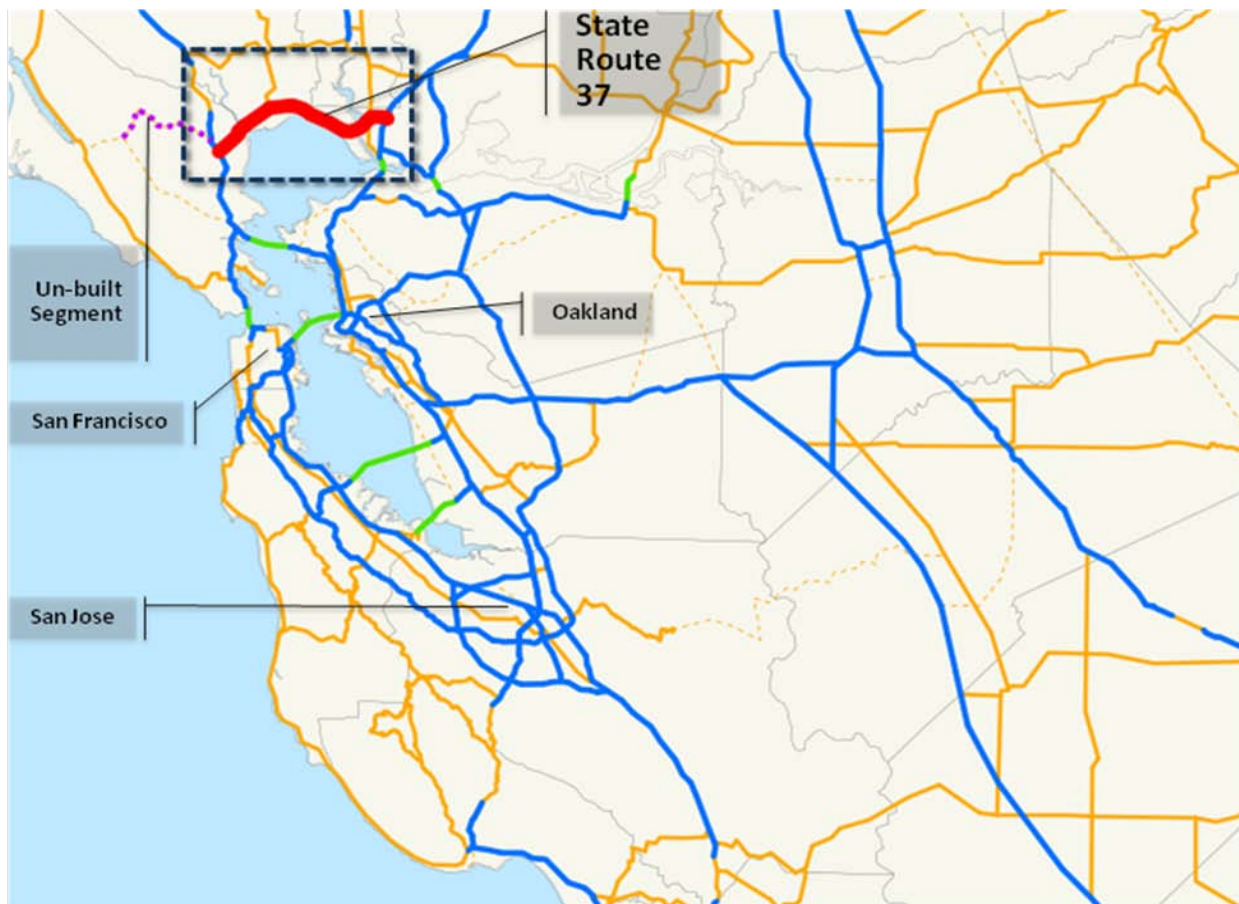 State
Route
37
Un-built
Segment
Oakland
San Francisco
San Jose